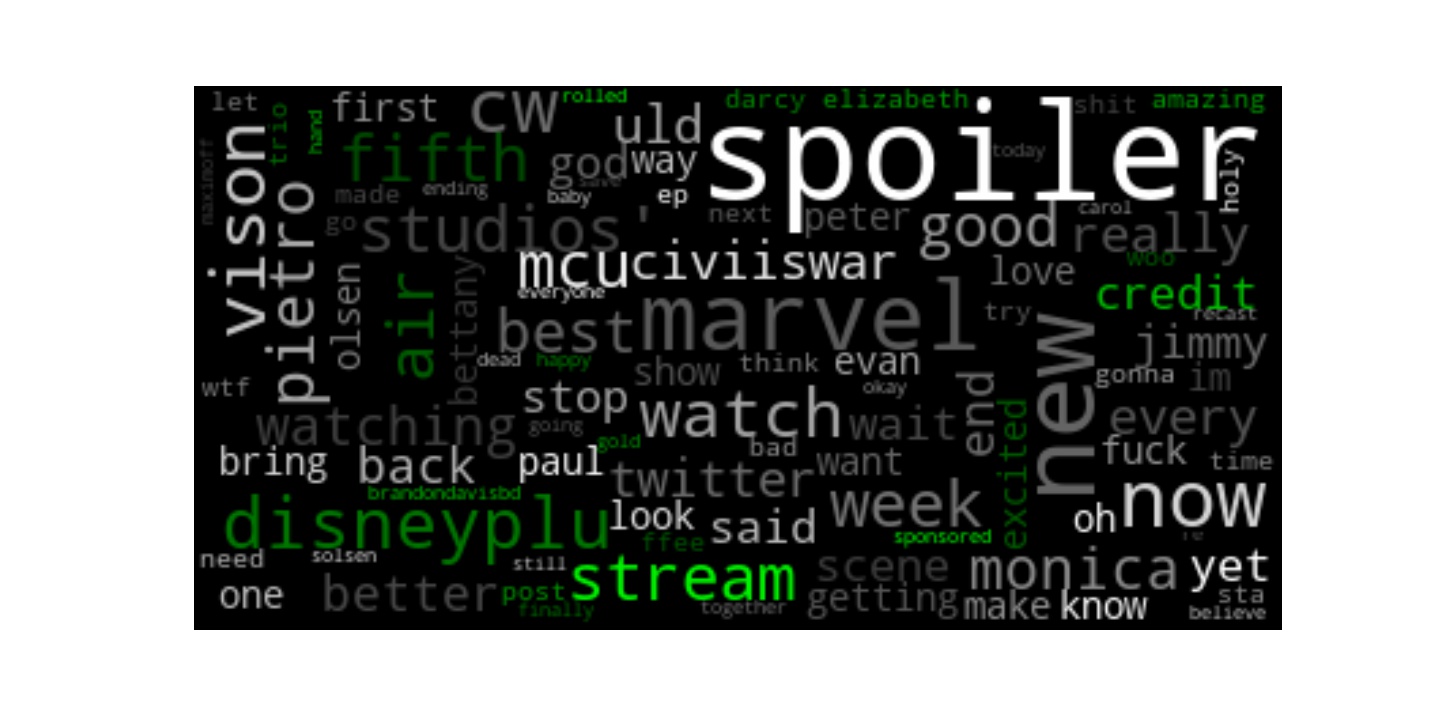 let
first
cw
rolled
darcy
elizabeth
shit
amazing
trio
hand
uld
spoiler
maximoff
vison
fifth
god
way
today
holy
pietro
made
ending
baby
save
ep
go
studios
'
next
peter
good
carol
really
olsen
air
bettany
mcu
civiiswar
everyone
love
woo
credit
best
marvel
try
recast
new
jimmy
dead
happy
show
think
evan
okay
gonna
im
wtf
stop
watch
wait
end
every
watching
going
gold
bad
excited
fuck
time
bring
back
paul
twitter
want
brandondavisbd
disneyplu
look
said
week
oh
now
ffee
sponsored
re
need
solsen
still
stream
scene
monica
yet
one
better
post
finally
together
getting
make
know
sta
believe